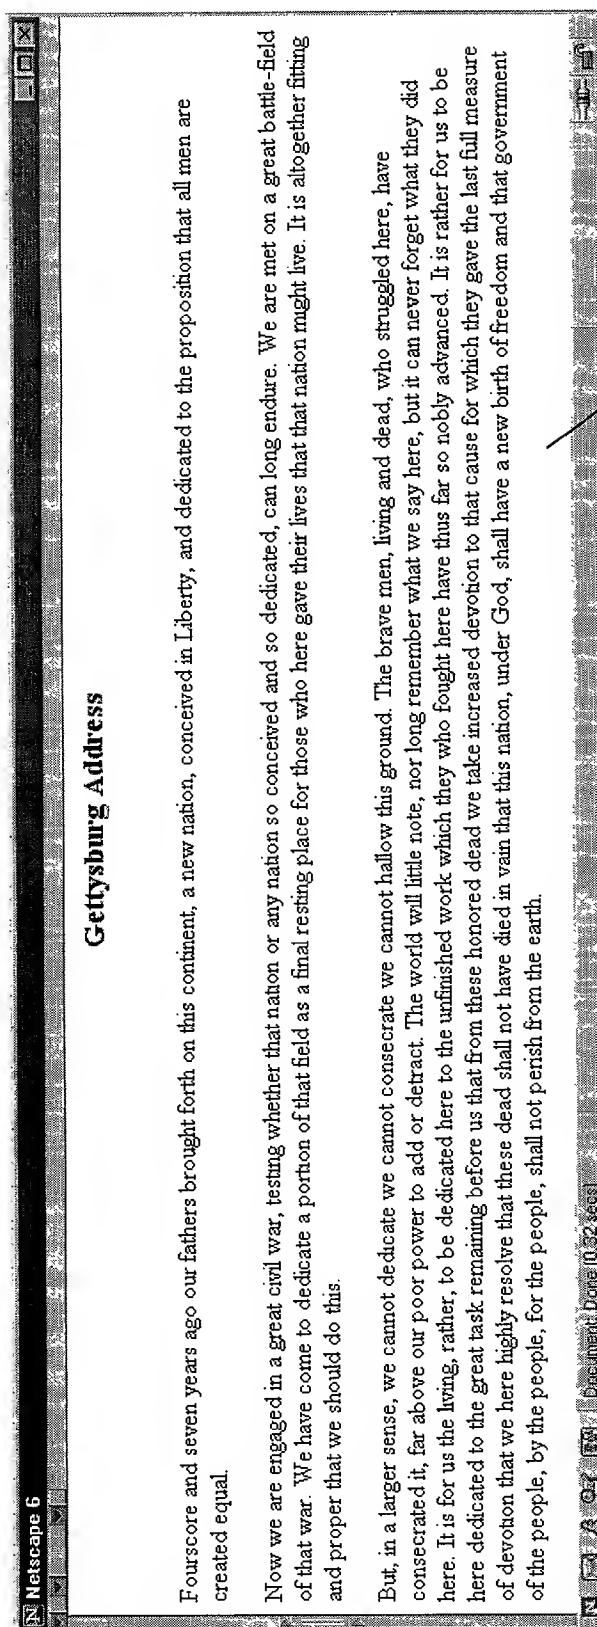 Netscape 6
Gettysburg Address
Fourscore and seven years ago our fathers brought forth on this continent, a new nation, conceived in Liberty, and dedicated to the proposition that all men are
created equal.
Now we are engaged in a great civil war, testing whether that nation or any nation so conceived and so dedicated, can long endure. We are met on a great battle-field
of that war. We have come to dedicate a portion of that field as a final resting place for those who here gave their lives that that nation might live. It is altogether fitting
and proper that we should do this.
But, in a larger sense, we cannot dedicate we cannot consecrate we cannot hallow this ground. The brave men, living and dead, who struggled here, have
consecrated it, far above our poor power to add or detract. The world will little note, nor long remember what we say here, but it can never forget what they did
here. It is for us the living, rather, to be dedicated here to the unfinished work which they who fought here have thus far so nobly advanced. It is rather for us to be
here dedicated to the great task remaining before us that from these honored dead we take increased devotion to that cause for which they gave the last full measure
of devotion that we here highly resolve that these dead shall not have died in vain that this nation, under God, shall have a new birth of freedom and that government
of the people, by the people, for the people, shall not perish from the earth.
Document: Done (0.32 secs)